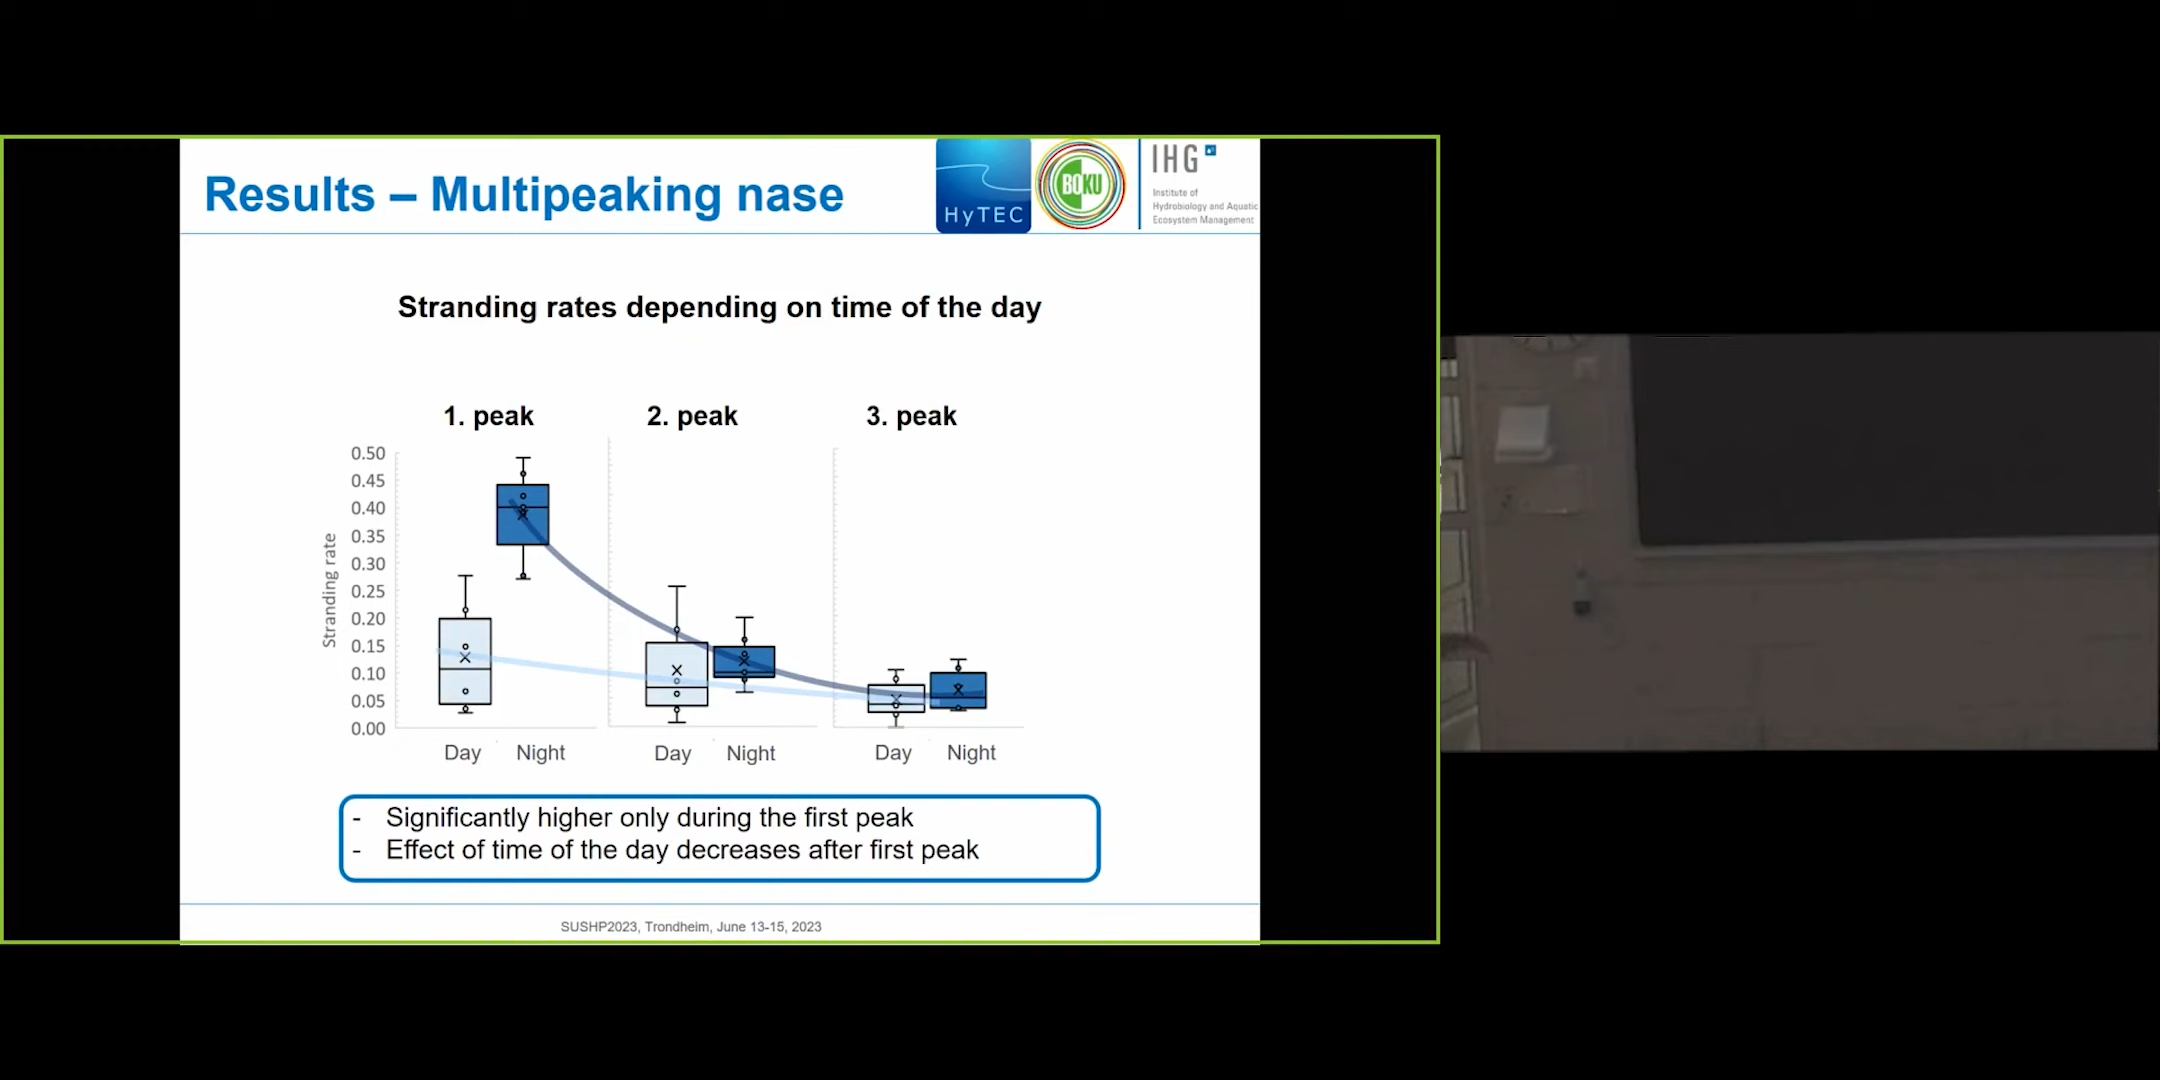 Results – Multipeaking nase
HyTEC
BOKU
IHG
Institute of
Hydrobiology and Aquatic
Ecosystem Management
Stranding rates depending on time of the day
1. peak 2. peak 3. peak
Stranding rate
0.50
0.45
0.40
0.35
0.30
0.25
0.20
0.15
0.10
0.05
0.00
Day Night Day Night Day Night
- Significantly higher only during the first peak
- Effect of time of the day decreases after first peak
SUSHP2023, Trondheim, June 13-15, 2023